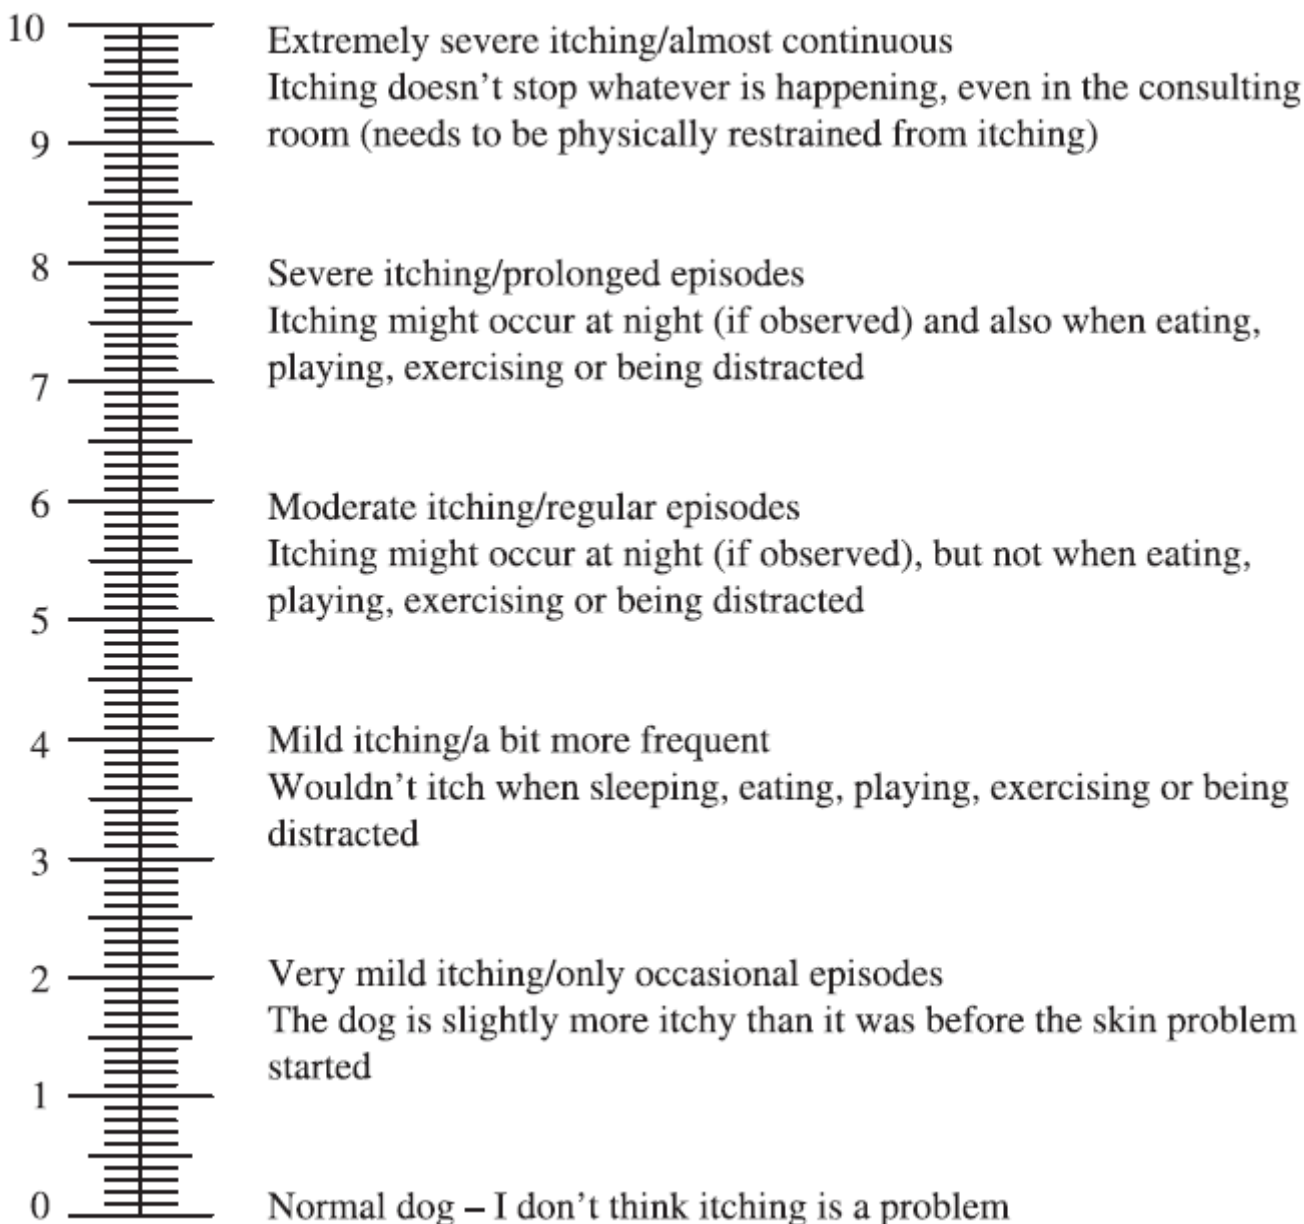 10
Extremely severe itching/almost continuous
Itching doesn't stop whatever is happening, even in the consulting
room (needs to be physically restrained from itching)
9
8
Severe itching/prolonged episodes
Itching might occur at night (if observed) and also when eating,
playing, exercising or being distracted
7
6
Moderate itching/regular episodes
Itching might occur at night (if observed), but not when eating,
playing, exercising or being distracted
5
4
Mild itching/a bit more frequent
Wouldn't itch when sleeping, eating, playing, exercising or being
distracted
3
2
Very mild itching/only occasional episodes
The dog is slightly more itchy than it was before the skin problem
started
1
0
Normal dog – I don't think itching is a problem